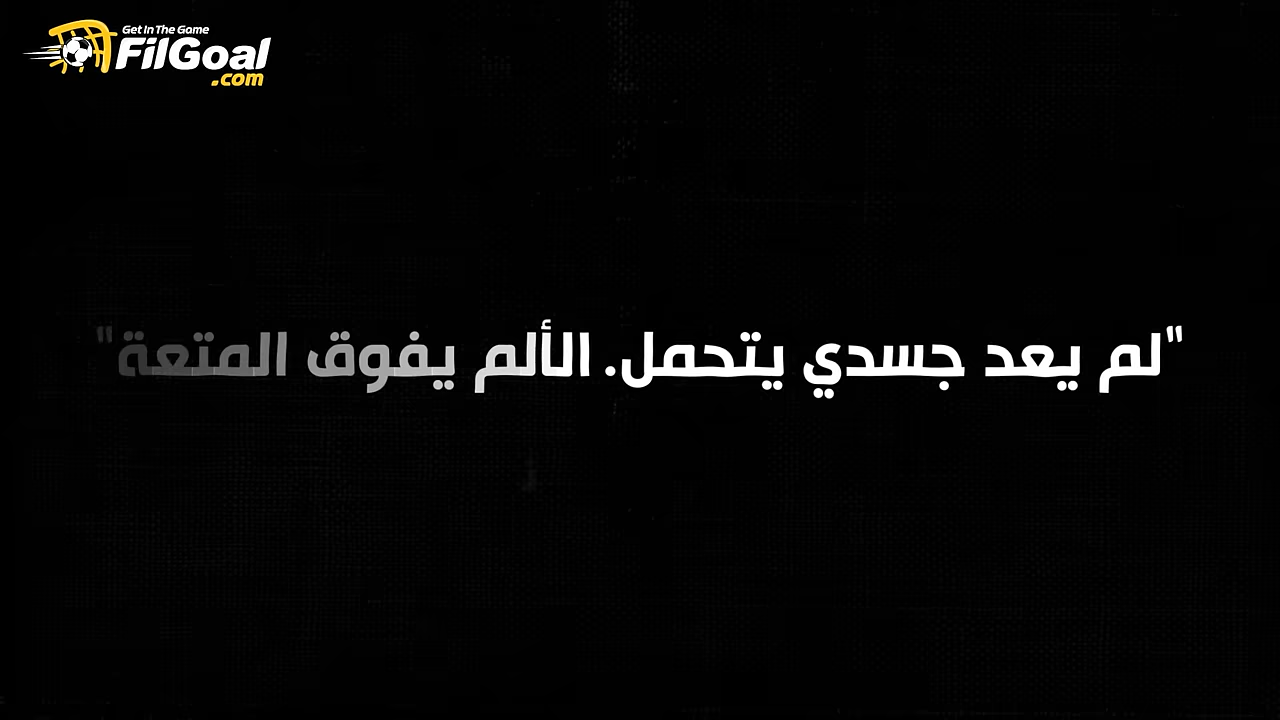 Get In The Game
FilGoal
.com
"لم يعد جسدي يتحمل. الألم يفوق المتعة"